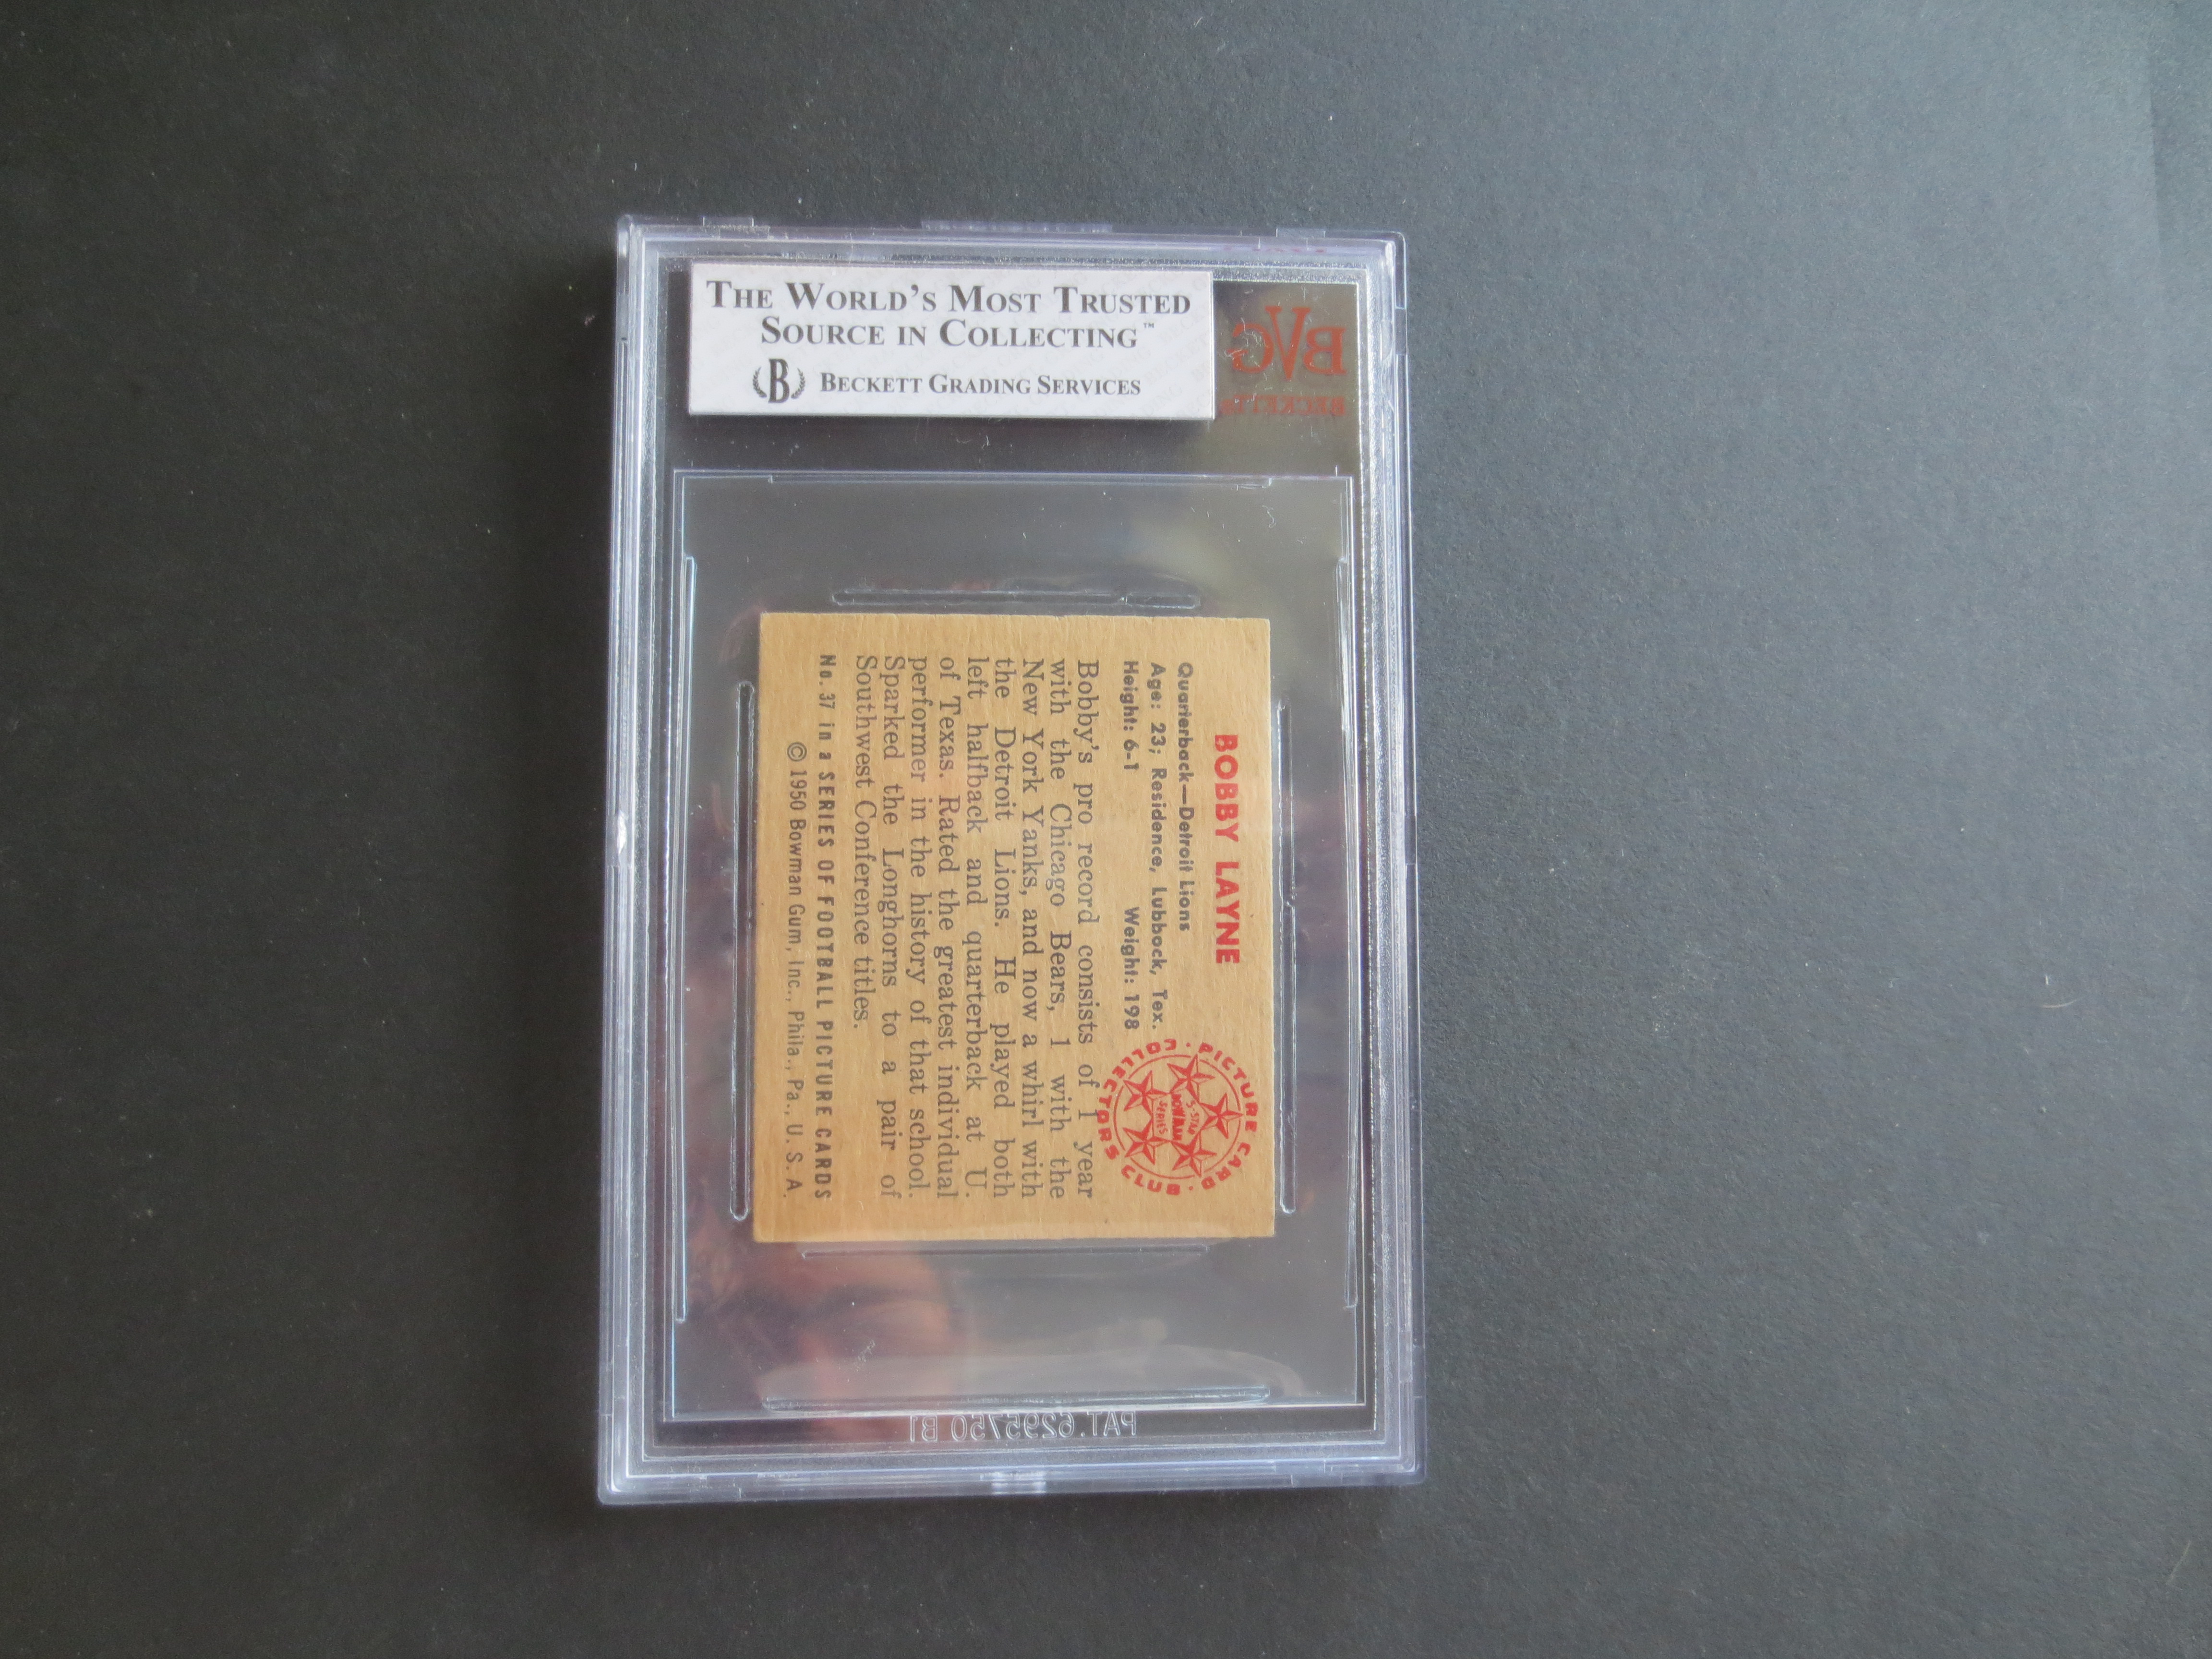 THE WORLD'S MOST TRUSTED
SOURCE IN COLLECTING™
B BECKETT GRADING SERVICES
BVG
BECKETT
BOBBY LAYNE
Quarterback—Detroit Lions
Age: 23; Residence, Lubbock, Tex.
Height: 6-1 Weight: 198
PICTURE CARD · COLLECTORS CLUB ·
5-STAR
BOWMAN
SERIES
Bobby's pro record consists of 1 year
with the Chicago Bears, 1 with the
New York Yanks, and now a whirl with
the Detroit Lions. He played both
left halfback and quarterback at U.
of Texas. Rated the greatest individual
performer in the history of that school.
Sparked the Longhorns to a pair of
Southwest Conference titles.
No. 37 in a SERIES OF FOOTBALL PICTURE CARDS
© 1950 Bowman Gum, Inc., Phila., Pa., U. S. A.
PAT.6295750 B1